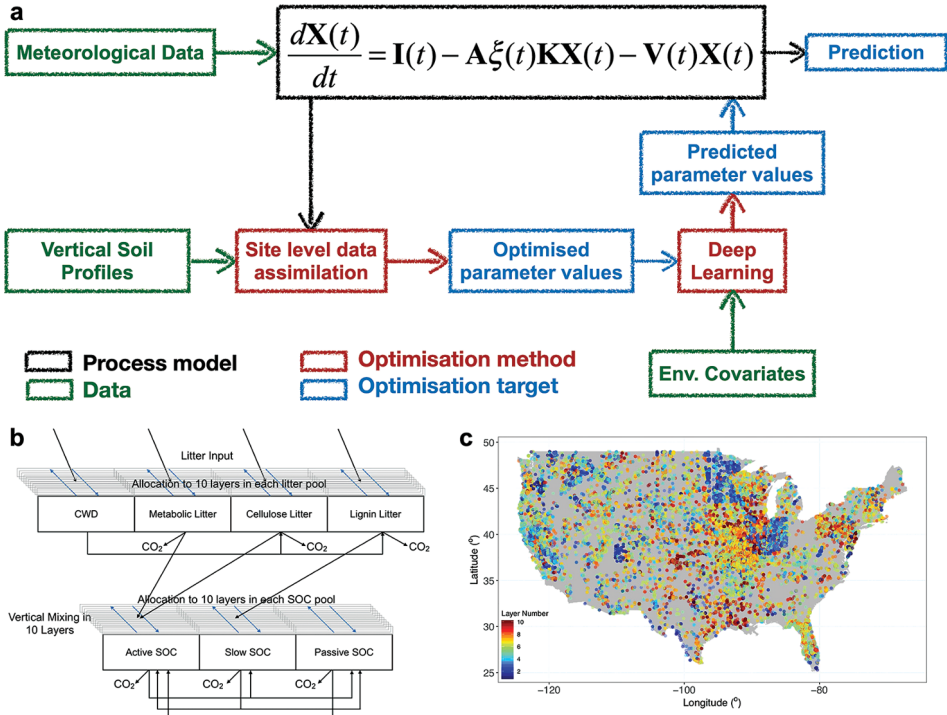 a
Meteorological Data
dX(t)
dt
= I(t) − Aξ(t)KX(t) − V(t)X(t)
Prediction
Predicted
parameter values
Vertical Soil
Profiles
Site level data
assimilation
Optimised
parameter values
Deep
Learning
Process model
Data
Optimisation method
Optimisation target
Env. Covariates
b
Litter Input
Allocation to 10 layers in each litter pool
CWD
Metabolic Litter
Cellulose Litter
Lignin Litter
CO₂
CO₂
CO₂
Allocation to 10 layers in each SOC pool
Vertical Mixing in
10 Layers
Active SOC
Slow SOC
Passive SOC
CO₂
CO₂
CO₂
c
50
45
40
35
30
25
Latitude (⁰)
Layer Number
10
8
6
4
2
−120
−100
−80
Longitude (⁰)